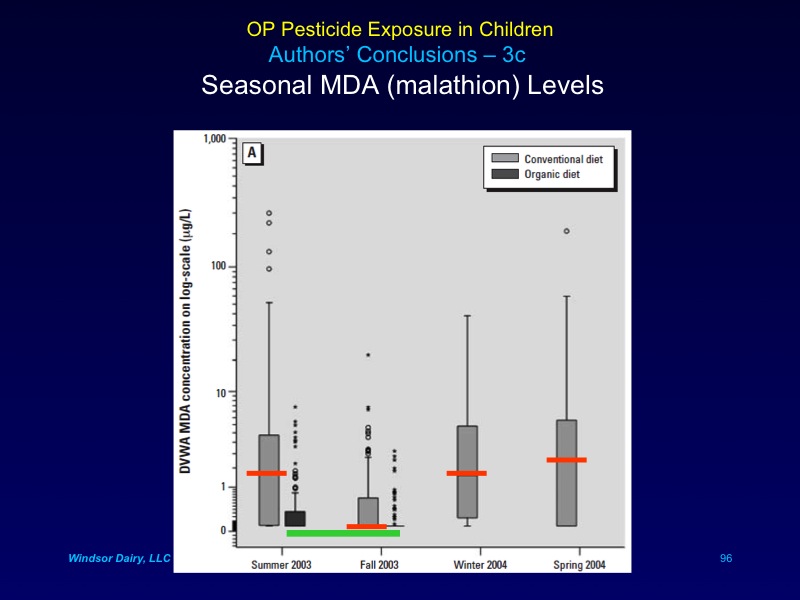 OP Pesticide Exposure in Children
Authors’ Conclusions – 3c
Seasonal MDA (malathion) Levels
A
Conventional diet
Organic diet
DVWA MDA concentration on log-scale (µg/L)
1,000
100
10
1
0
Summer 2003
Fall 2003
Winter 2004
Spring 2004
Windsor Dairy, LLC
96